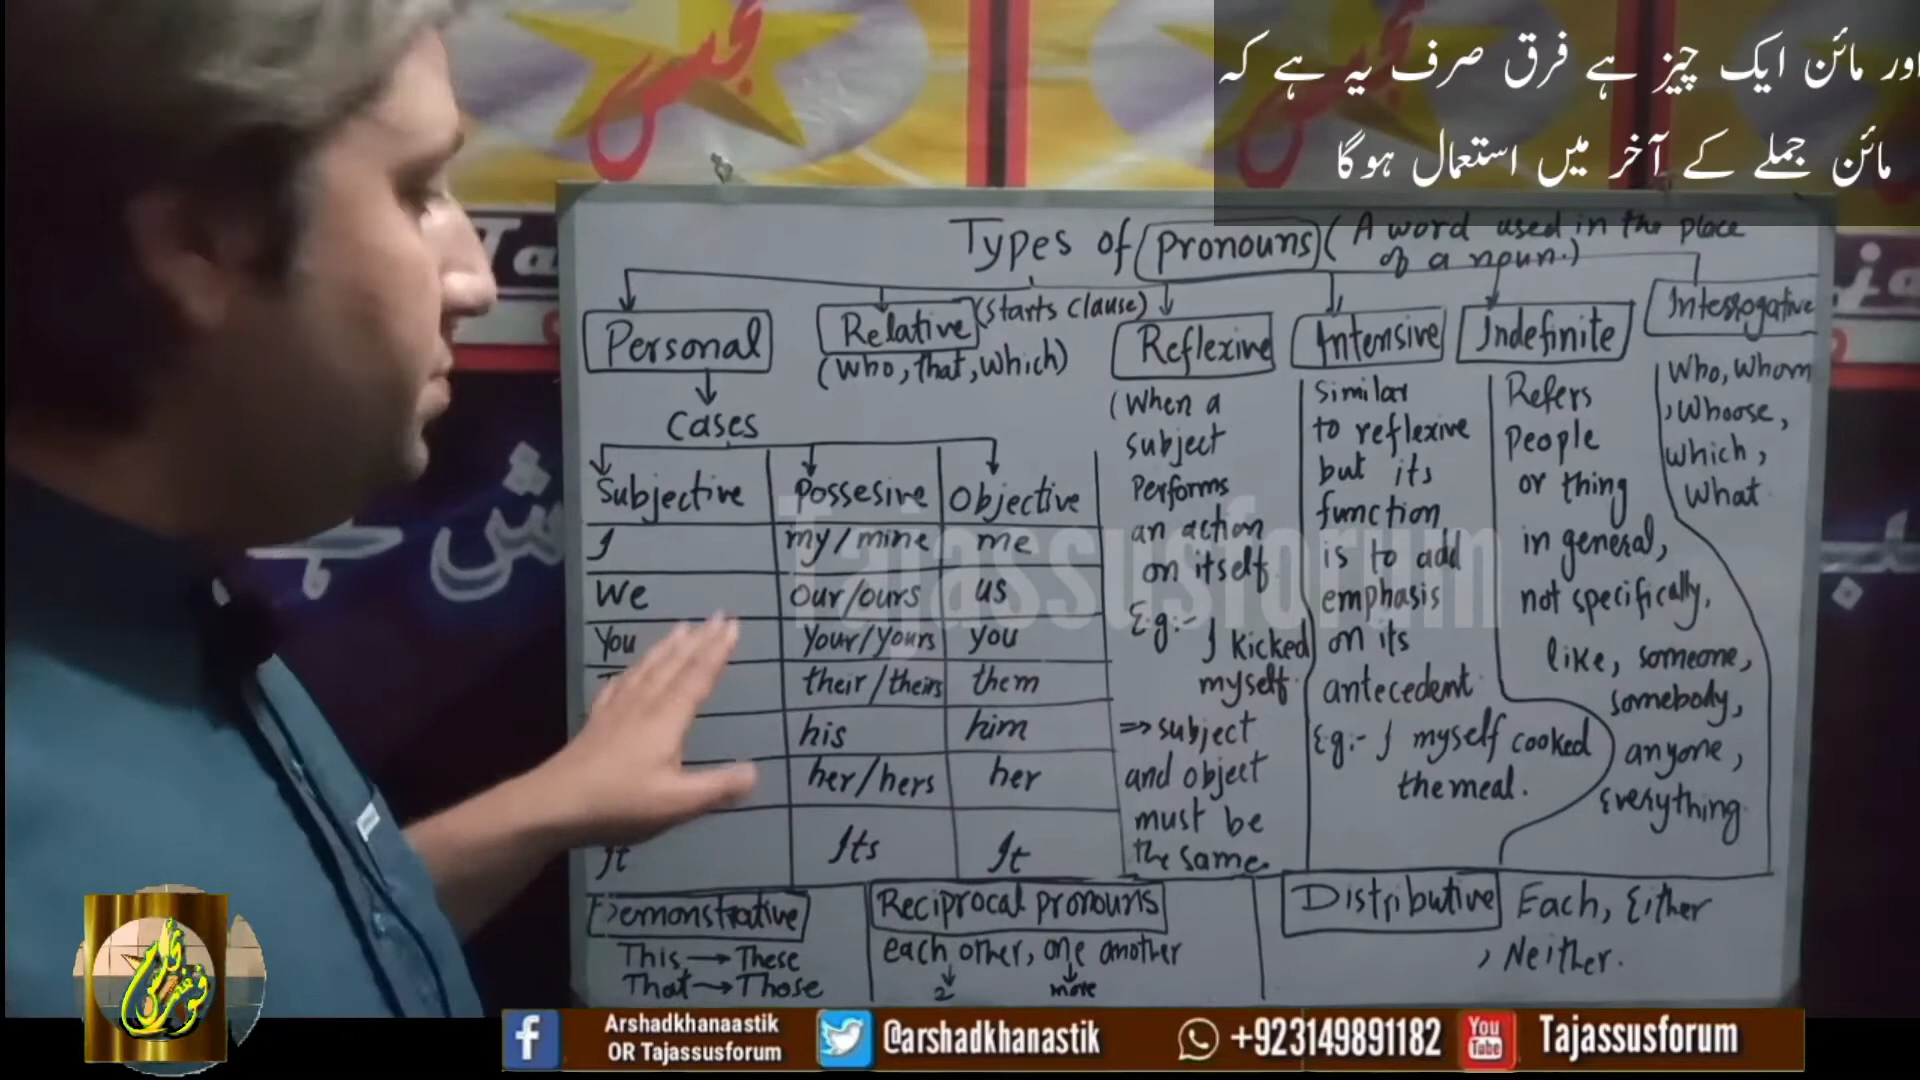 اور مائن ایک چیز ہے فرق صرف یہ ہے کہ
مائن جملے کے آخر میں استعمال ہوگا
تجسس
Types of pronouns (A word used in the place
of a noun.)
Personal
Cases
Subjective Possesive Objective
I my/mine me
We our/ours us
You your/yours you
their/theirs them
his him
her/hers her
It Its It
Relative (starts clause)
(who, that, which)
Reflexive
(When a
subject
Performs
an action
on itself
Eg:-
I kicked
myself.
⇒ subject
and object
must be
the same.
Intensive
Similar
to reflexive
but its
function
is to add
emphasis
on its
antecedent.
Eg:- I myself cooked
the meal.
Indefinite
Refers
People
or thing
in general,
not specifically,
like, someone,
somebody,
anyone,
Everything.
Interrogative
Who, Whom
, Whoose,
which,
what
Demonstrative
This → These
That → Those
Reciprocal pronouns
each other, one another
2 more
Distributive Each, Either
, Neither.
Tajassusforum
Arshadkhanaastik
OR Tajassusforum
@arshadkhanastik
+923149891182
You
Tube
Tajassusforum